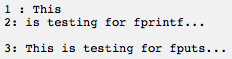 1 : This
2: is testing for fprintf...
3: This is testing for fputs...